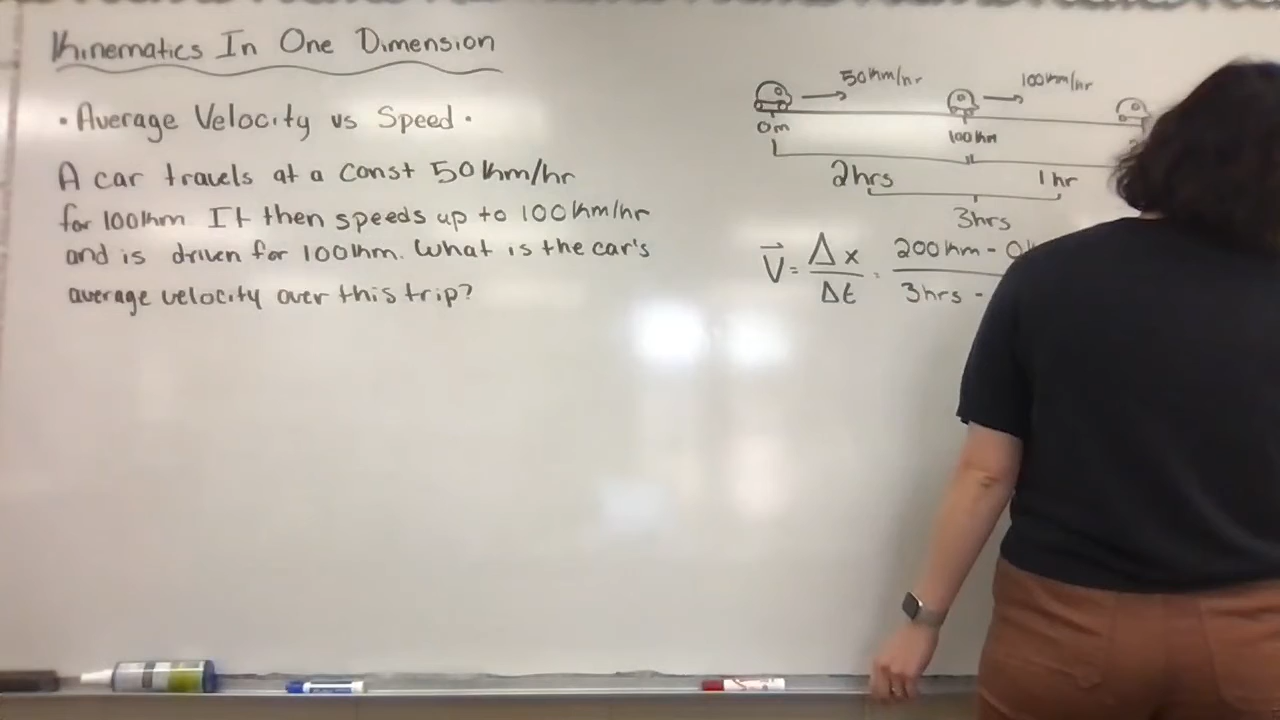 Kinematics In One Dimension
• Average Velocity vs Speed •
A car travels at a const 50km/hr
for 100km. It then speeds up to 100km/hr
and is driven for 100km. What is the car's
average velocity over this trip?
50km/hr
100km/hr
0m
100km
2hrs
1hr
3hrs
V = Δx = 200km - 0
Δt 3hrs -